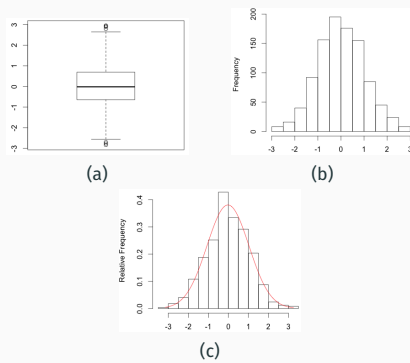 3
2
1
0
-1
-2
-3
(a)
Frequency
200
150
100
50
0
-3 -2 -1 0 1 2 3
(b)
Relative Frequency
0.4
0.3
0.2
0.1
0.0
-3 -2 -1 0 1 2 3
(c)